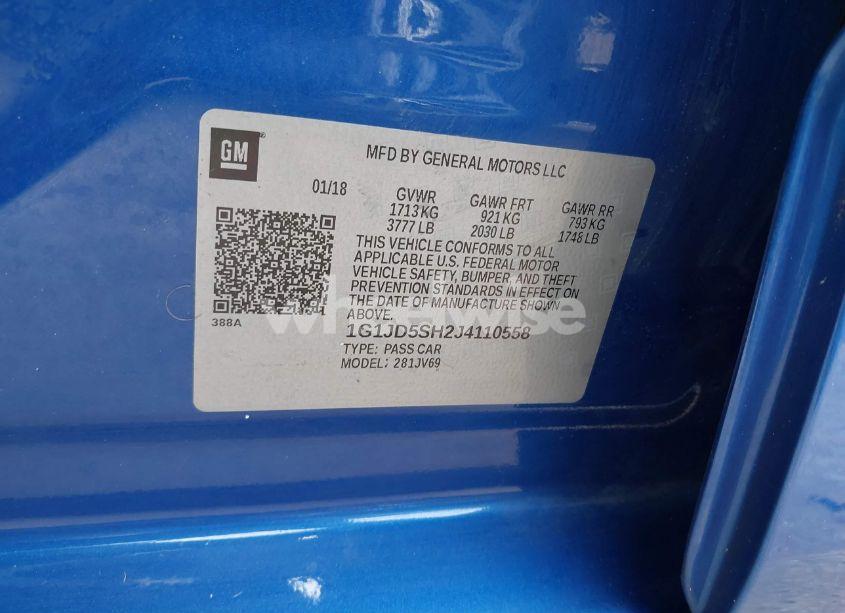 GM
MFD BY GENERAL MOTORS LLC
01/18
GVWR
1713 KG
3777 LB
GAWR FRT
921 KG
2030 LB
GAWR RR
793 KG
1748 LB
THIS VEHICLE CONFORMS TO ALL
APPLICABLE U.S. FEDERAL MOTOR
VEHICLE SAFETY, BUMPER, AND THEFT
PREVENTION STANDARDS IN EFFECT ON
THE DATE OF MANUFACTURE SHOWN
ABOVE.
388A
1G1JD5SH2J4110558
TYPE: PASS CAR
MODEL: 281JV69
wheelwise